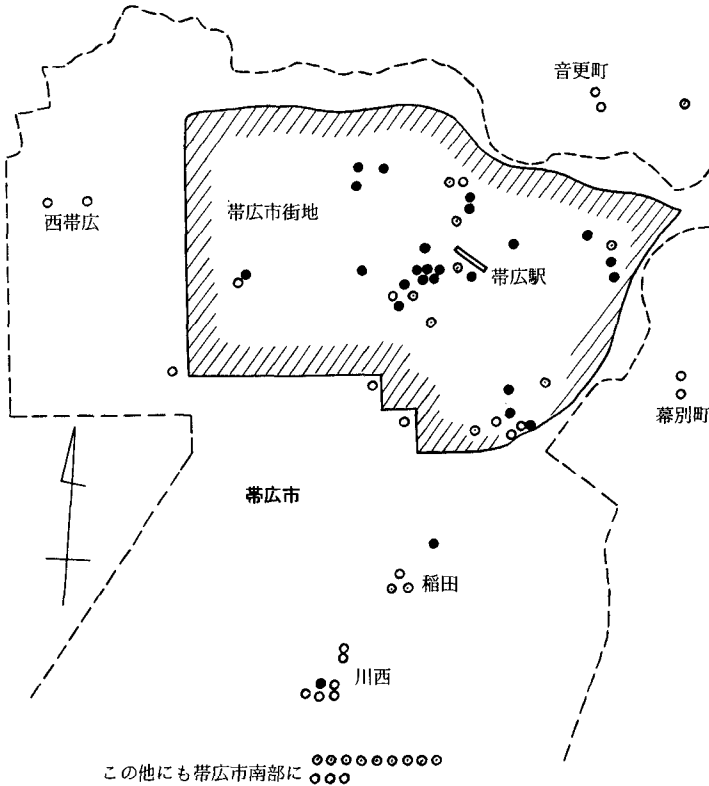 音更町
西帯広
帯広市街地
帯広駅
幕別町
帯広市
稲田
川西
この他にも帯広市南部に